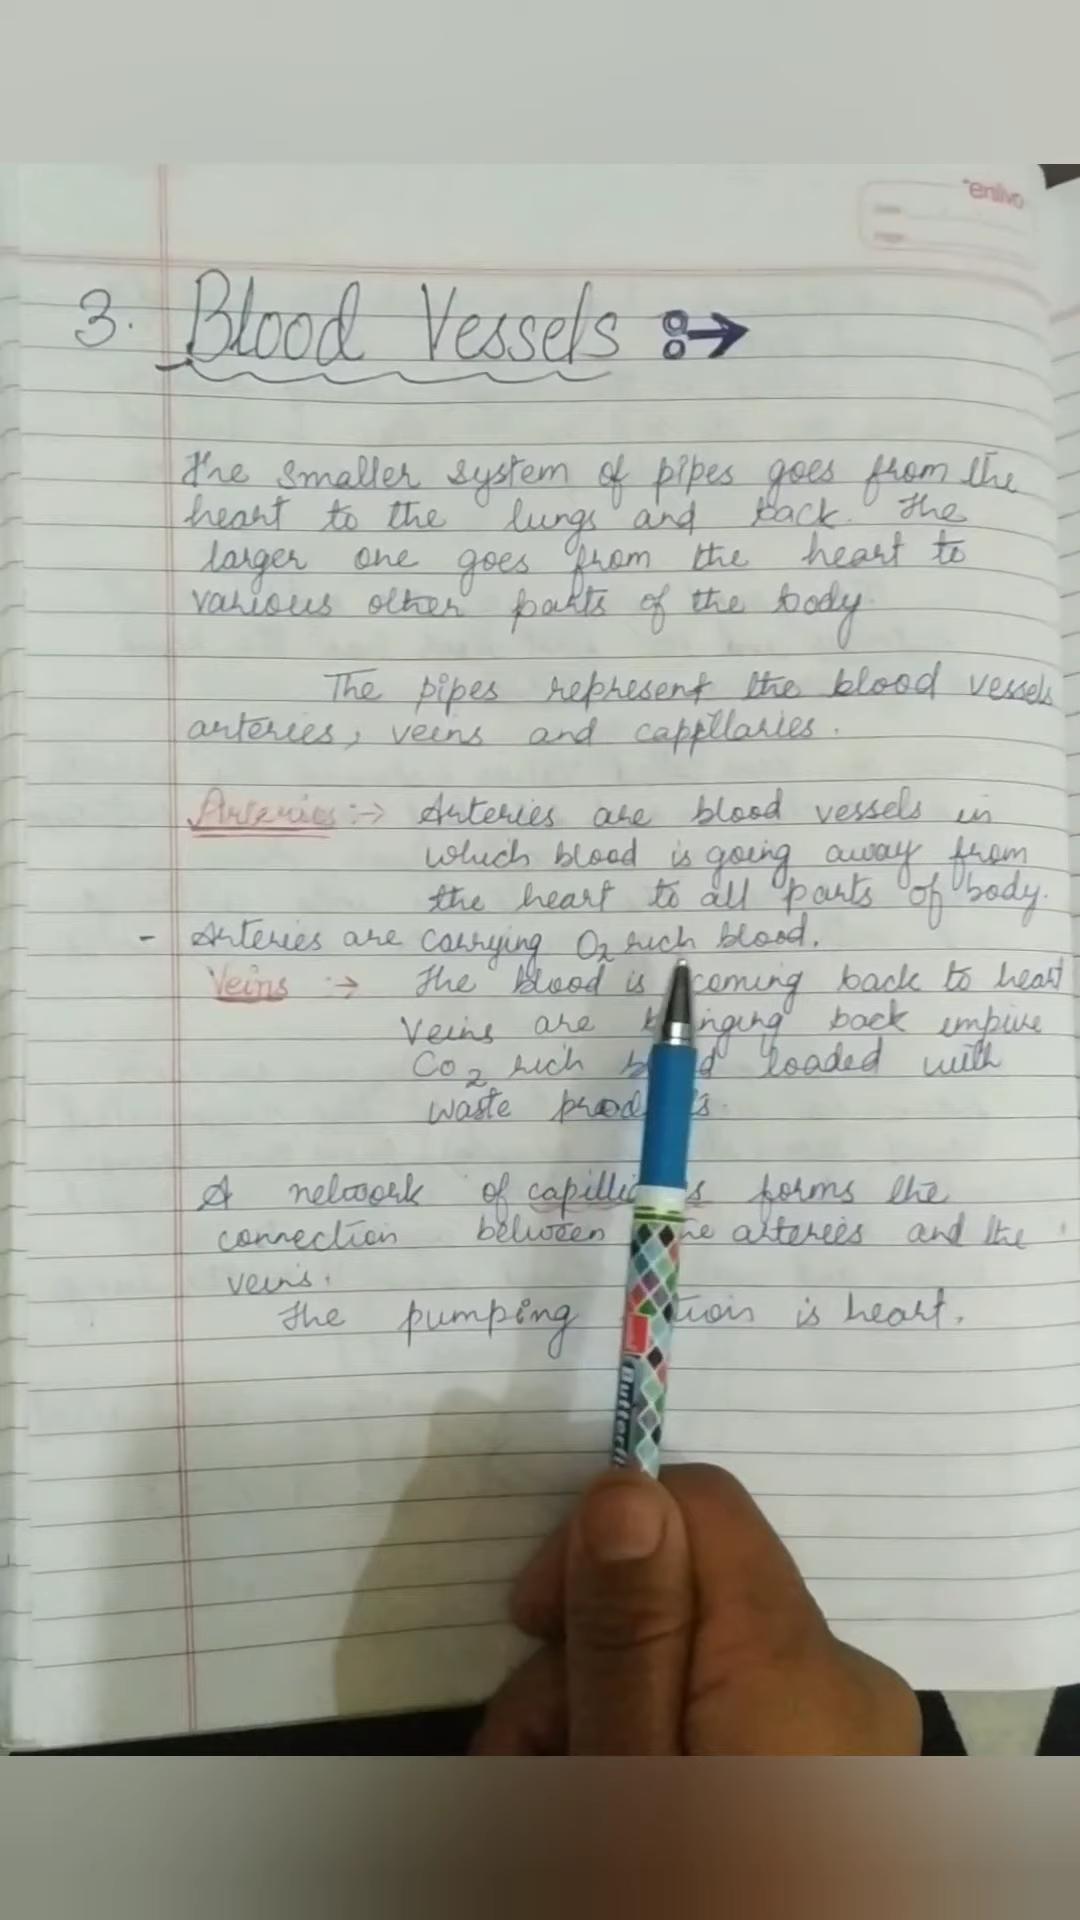 enlivo
3. Blood Vessels :→
The smaller system of pipes goes from the
heart to the lungs and back. The
larger one goes from the heart to
various other parts of the body.
The pipes represent the blood vessels
arteries, veins and cappilaries.
Arteries :→ Arteries are blood vessels in
which blood is going away from
the heart to all parts of body.
- Arteries are carrying O2 rich blood.
Veins :→ The blood is coming back to heart
Veins are back impure
CO2 rich loaded with
waste
A network of forms the
connection between arteries and the
veins.
The pumping is heart.
Butterfl